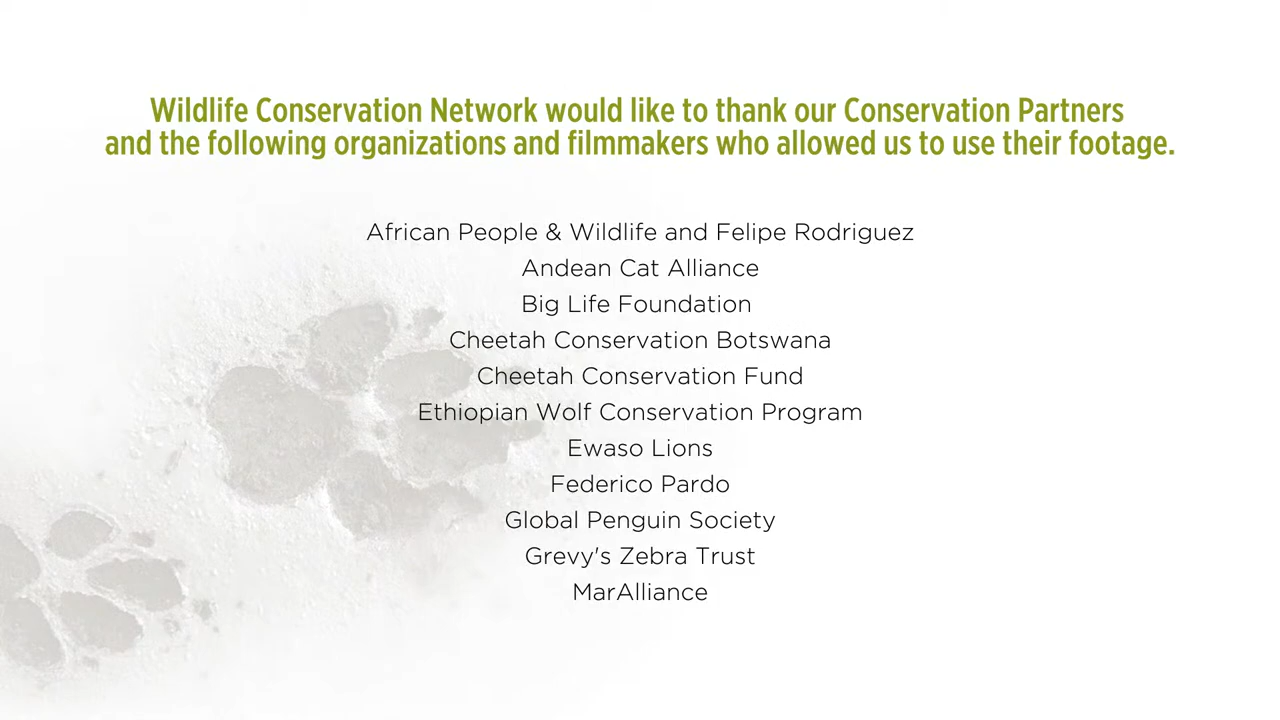 Wildlife Conservation Network would like to thank our Conservation Partners
and the following organizations and filmmakers who allowed us to use their footage.
African People & Wildlife and Felipe Rodriguez
Andean Cat Alliance
Big Life Foundation
Cheetah Conservation Botswana
Cheetah Conservation Fund
Ethiopian Wolf Conservation Program
Ewaso Lions
Federico Pardo
Global Penguin Society
Grevy's Zebra Trust
MarAlliance